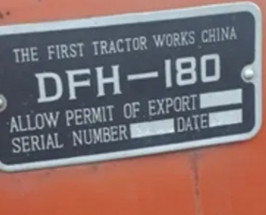 THE FIRST TRACTOR WORKS CHINA
DFH-180
ALLOW PERMIT OF EXPORT
SERIAL NUMBER DATE